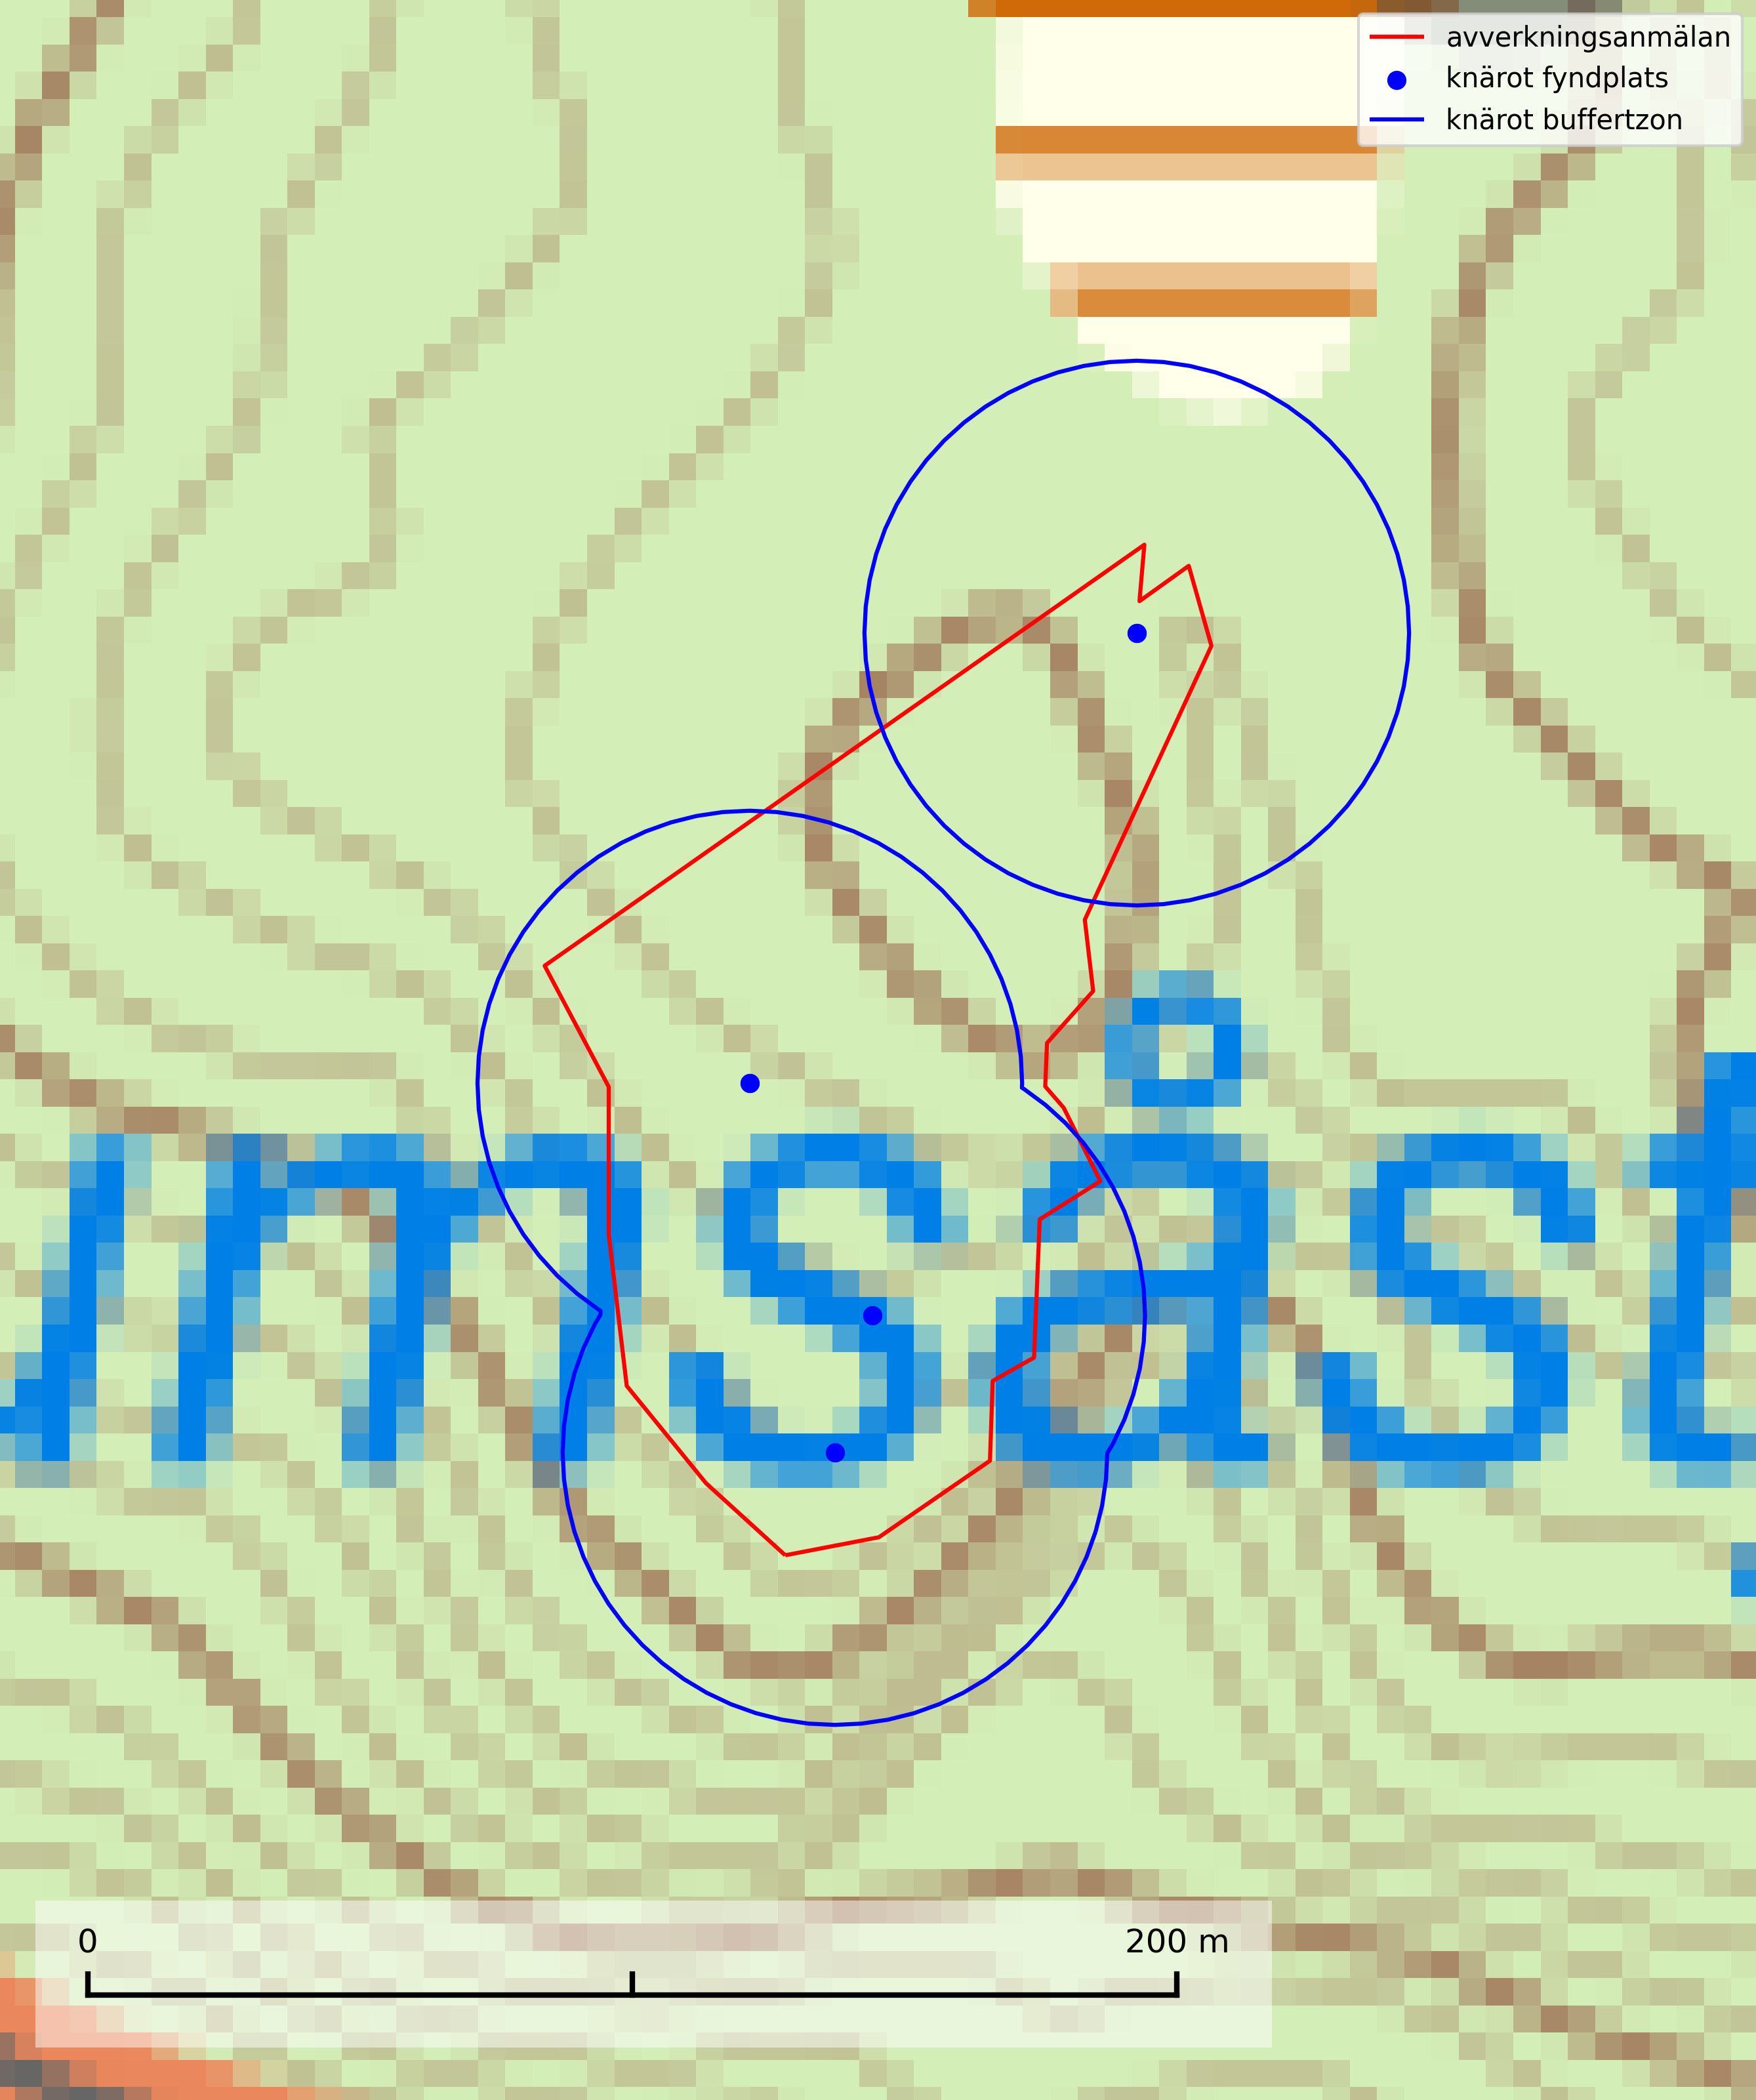 avverkningsanmälan
knärot fyndplats
knärot buffertzon
0
200 m